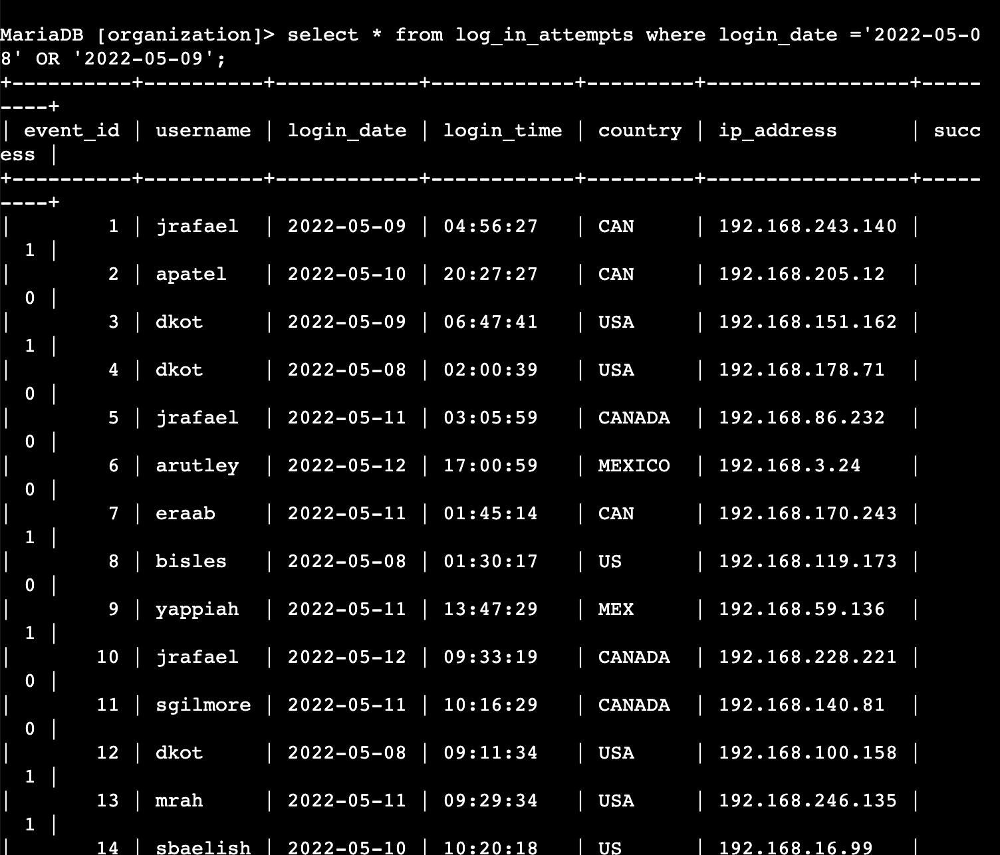 MariaDB [organization]> select * from log_in_attempts where login_date ='2022-05-0
8' OR '2022-05-09';
+----------+----------+------------+------------+---------+-----------------+-----
----+
| event_id | username | login_date | login_time | country | ip_address      | succ
ess |
+----------+----------+------------+------------+---------+-----------------+-----
----+
|        1 | jrafael  | 2022-05-09 | 04:56:27   | CAN     | 192.168.243.140 |
  1 |
|        2 | apatel   | 2022-05-10 | 20:27:27   | CAN     | 192.168.205.12  |
  0 |
|        3 | dkot     | 2022-05-09 | 06:47:41   | USA     | 192.168.151.162 |
  1 |
|        4 | dkot     | 2022-05-08 | 02:00:39   | USA     | 192.168.178.71  |
  0 |
|        5 | jrafael  | 2022-05-11 | 03:05:59   | CANADA  | 192.168.86.232  |
  0 |
|        6 | arutley  | 2022-05-12 | 17:00:59   | MEXICO  | 192.168.3.24    |
  0 |
|        7 | eraab    | 2022-05-11 | 01:45:14   | CAN     | 192.168.170.243 |
  1 |
|        8 | bisles   | 2022-05-08 | 01:30:17   | US      | 192.168.119.173 |
  0 |
|        9 | yappiah  | 2022-05-11 | 13:47:29   | MEX     | 192.168.59.136  |
  1 |
|       10 | jrafael  | 2022-05-12 | 09:33:19   | CANADA  | 192.168.228.221 |
  0 |
|       11 | sgilmore | 2022-05-11 | 10:16:29   | CANADA  | 192.168.140.81  |
  0 |
|       12 | dkot     | 2022-05-08 | 09:11:34   | USA     | 192.168.100.158 |
  1 |
|       13 | mrah     | 2022-05-11 | 09:29:34   | USA     | 192.168.246.135 |
  1 |
|       14 | sbaelish | 2022-05-10 | 10:20:18   | US      | 192.168.16.99   |